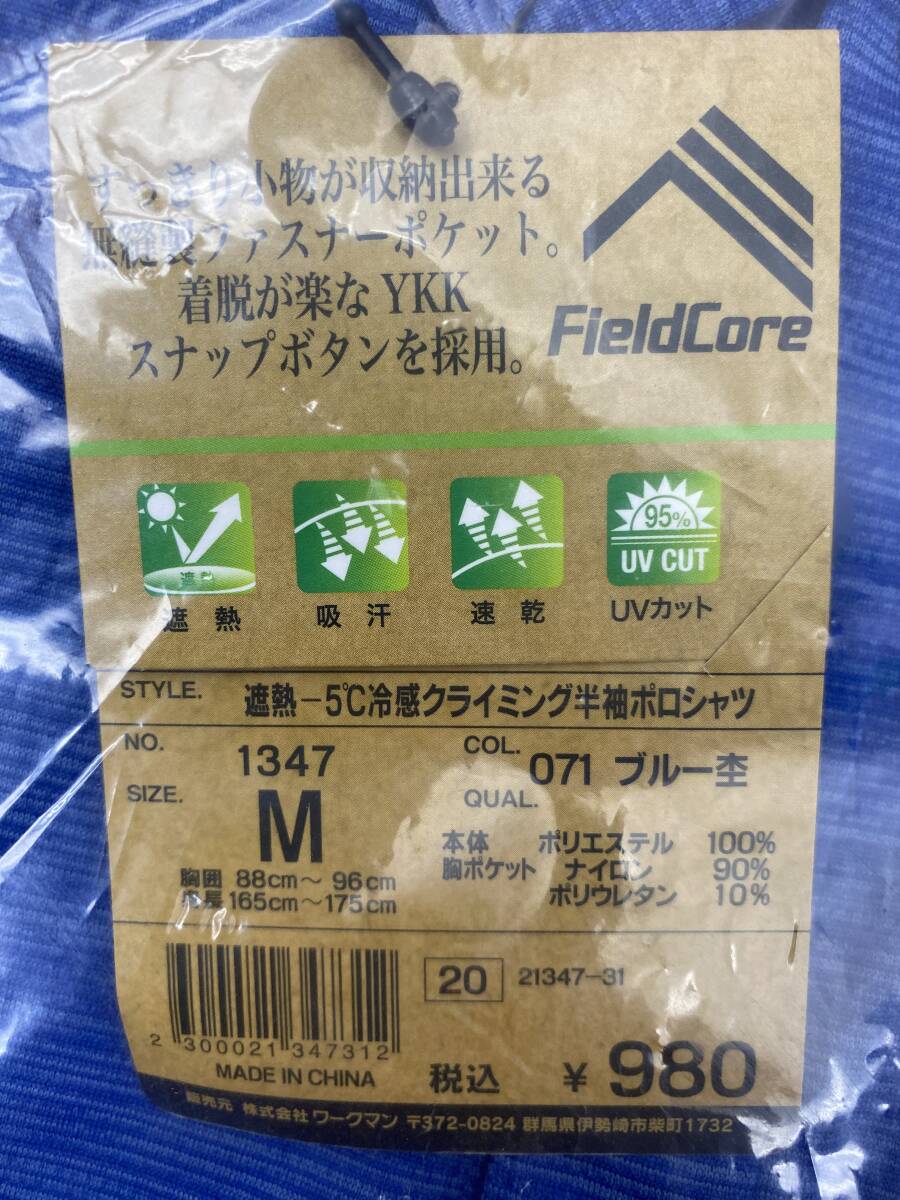 すっきり小物が収納出来る
無縫製ファスナーポケット。
着脱が楽な YKK
スナップボタンを採用。
FieldCore
遮熱
95%
UV CUT
遮熱 吸汗 速乾 UVカット
STYLE. 遮熱-5℃冷感クライミング半袖ポロシャツ
NO. 1347
COL. 071 ブルー杢
SIZE. M
胸囲 88cm～96cm
身長 165cm～175cm
QUAL.
本体 ポリエステル 100%
胸ポケット ナイロン 90%
ポリウレタン 10%
20 21347-31
2 300021 347312
MADE IN CHINA
税込 ¥980
販売元 株式会社 ワークマン 〒372-0824 群馬県伊勢崎市柴町1732